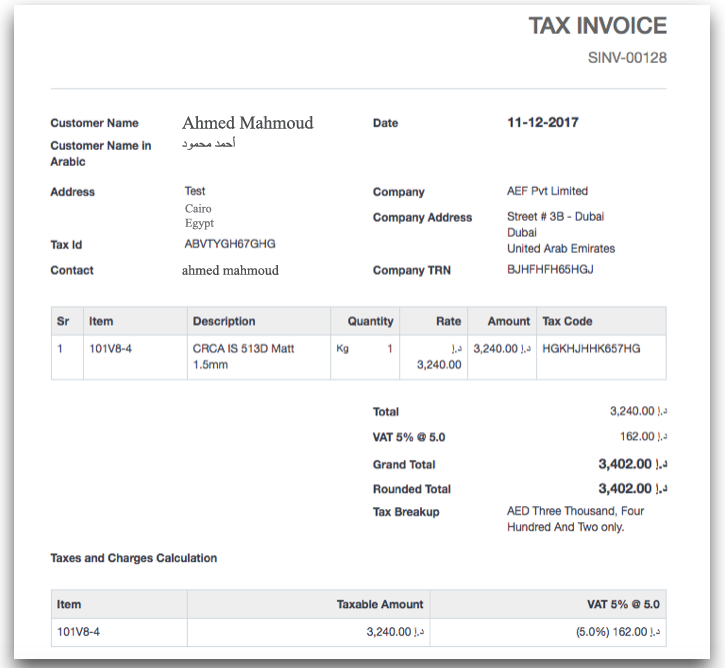 TAX INVOICE
SINV-00128
Customer Name Ahmed Mahmoud Date 11-12-2017
Customer Name in Arabic أحمد محمود
Address Test Company AEF Pvt Limited
Cairo Company Address Street # 3B - Dubai
Egypt Dubai
Tax Id ABVTYGH67GHG United Arab Emirates
Contact ahmed mahmoud Company TRN BJHFHFH65HGJ
Sr Item Description Quantity Rate Amount Tax Code
1 101V8-4 CRCA IS 513D Matt Kg 1 د.إ 3,240.00 د.إ HGKHJHHK657HG
1.5mm 3,240.00
Total 3,240.00 د.إ
VAT 5% @ 5.0 162.00 د.إ
Grand Total 3,402.00 د.إ
Rounded Total 3,402.00 د.إ
Tax Breakup AED Three Thousand, Four
Hundred And Two only.
Taxes and Charges Calculation
Item Taxable Amount VAT 5% @ 5.0
101V8-4 3,240.00 د.إ (5.0%) 162.00 د.إ